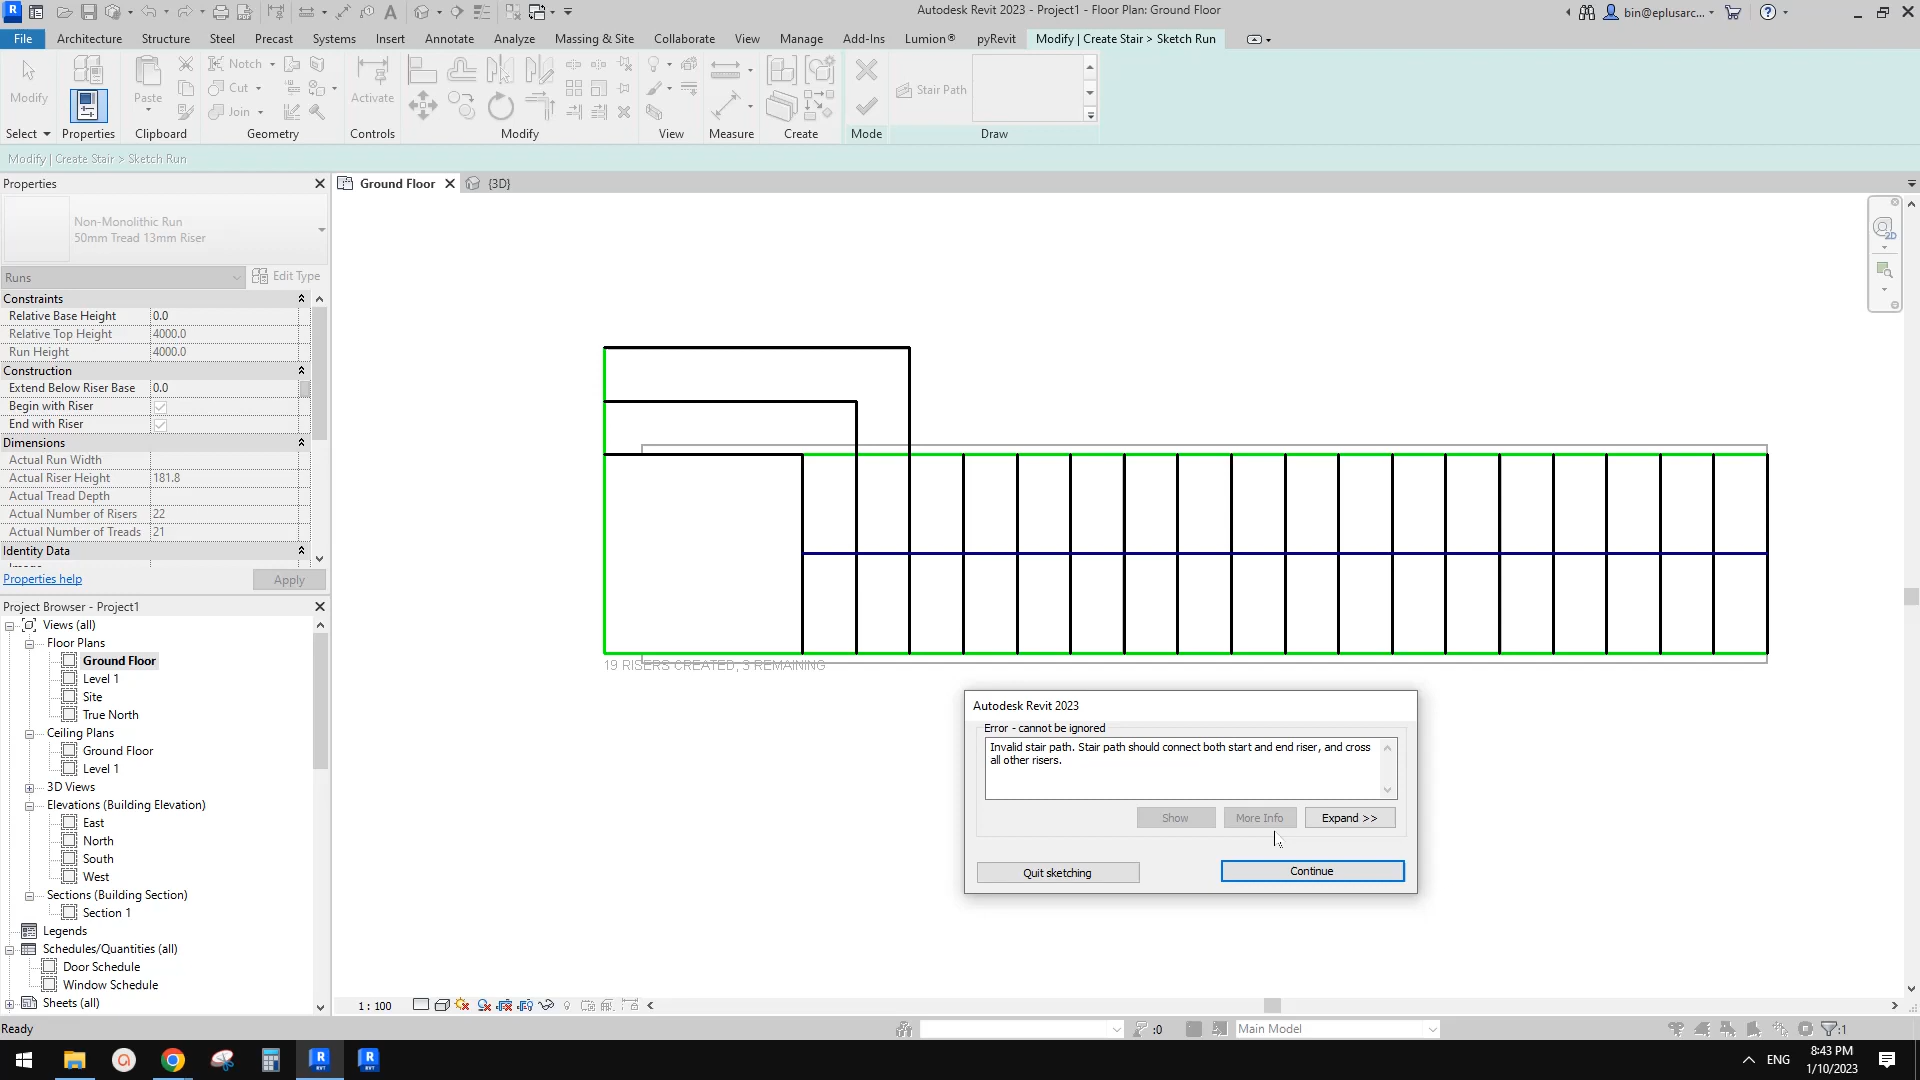 Autodesk Revit 2023 - Project1 - Floor Plan: Ground Floor
bin@eplusarc...
File Architecture Structure Steel Precast Systems Insert Annotate Analyze Massing & Site Collaborate View Manage Add-Ins Lumion® pyRevit Modify | Create Stair > Sketch Run
Modify
Paste
Notch
Cut
Join
Activate
Stair Path
Select
Properties
Clipboard
Geometry
Controls
Modify
View
Measure
Create
Mode
Draw
Modify | Create Stair > Sketch Run
Properties
Non-Monolithic Run
50mm Tread 13mm Riser
Runs
Edit Type
Constraints
Relative Base Height 0.0
Relative Top Height 4000.0
Run Height 4000.0
Construction
Extend Below Riser Base 0.0
Begin with Riser
End with Riser
Dimensions
Actual Run Width
Actual Riser Height 181.8
Actual Tread Depth
Actual Number of Risers 22
Actual Number of Treads 21
Identity Data
Properties help
Apply
Project Browser - Project1
Views (all)
Floor Plans
Ground Floor
Level 1
Site
True North
Ceiling Plans
Ground Floor
Level 1
3D Views
Elevations (Building Elevation)
East
North
South
West
Sections (Building Section)
Section 1
Legends
Schedules/Quantities (all)
Door Schedule
Window Schedule
Sheets (all)
Ground Floor
{3D}
2D
19 RISERS CREATED, 3 REMAINING
Autodesk Revit 2023
Error - cannot be ignored
Invalid stair path. Stair path should connect both start and end riser, and cross
all other risers.
Show
More Info
Expand >>
Quit sketching
Continue
1 : 100
Ready
:0
Main Model
:1
ENG
8:43 PM
1/10/2023